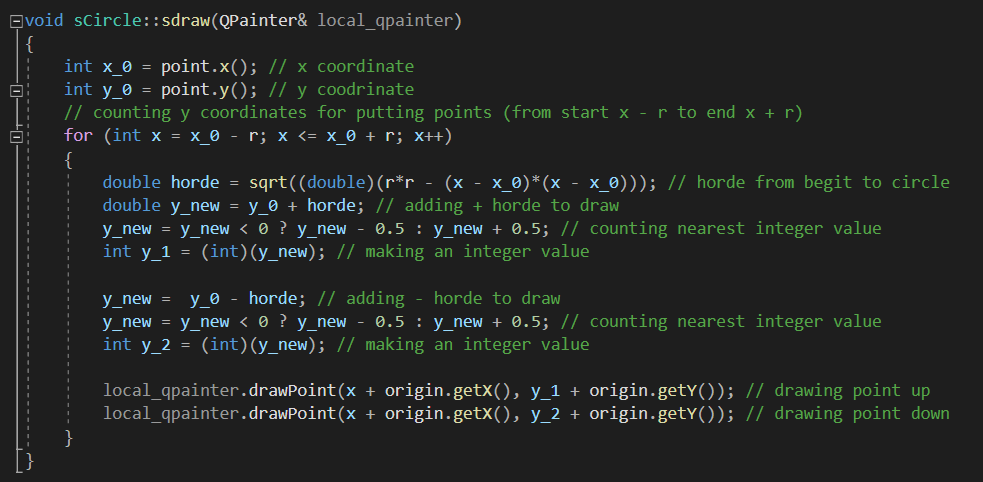 void sCircle::sdraw(QPainter& local_qpainter)
{
    int x_0 = point.x(); // x coordinate
    int y_0 = point.y(); // y coodrinate
    // counting y coordinates for putting points (from start x - r to end x + r)
    for (int x = x_0 - r; x <= x_0 + r; x++)
    {
        double horde = sqrt((double)(r*r - (x - x_0)*(x - x_0))); // horde from begit to circle
        double y_new = y_0 + horde; // adding + horde to draw
        y_new = y_new < 0 ? y_new - 0.5 : y_new + 0.5; // counting nearest integer value
        int y_1 = (int)(y_new); // making an integer value

        y_new =  y_0 - horde; // adding - horde to draw
        y_new = y_new < 0 ? y_new - 0.5 : y_new + 0.5; // counting nearest integer value
        int y_2 = (int)(y_new); // making an integer value

        local_qpainter.drawPoint(x + origin.getX(), y_1 + origin.getY()); // drawing point up
        local_qpainter.drawPoint(x + origin.getX(), y_2 + origin.getY()); // drawing point down
    }
}